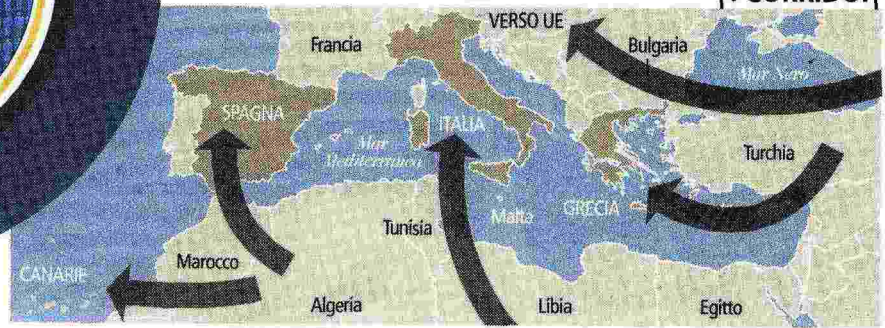 VERSO UE
Francia
Bulgaria
Mar Nero
SPAGNA
ITALIA
Mar
Mediterraneo
Turchia
Malta
GRECIA
Tunisia
Marocco
CANARIE
Algeria
Libia
Egitto